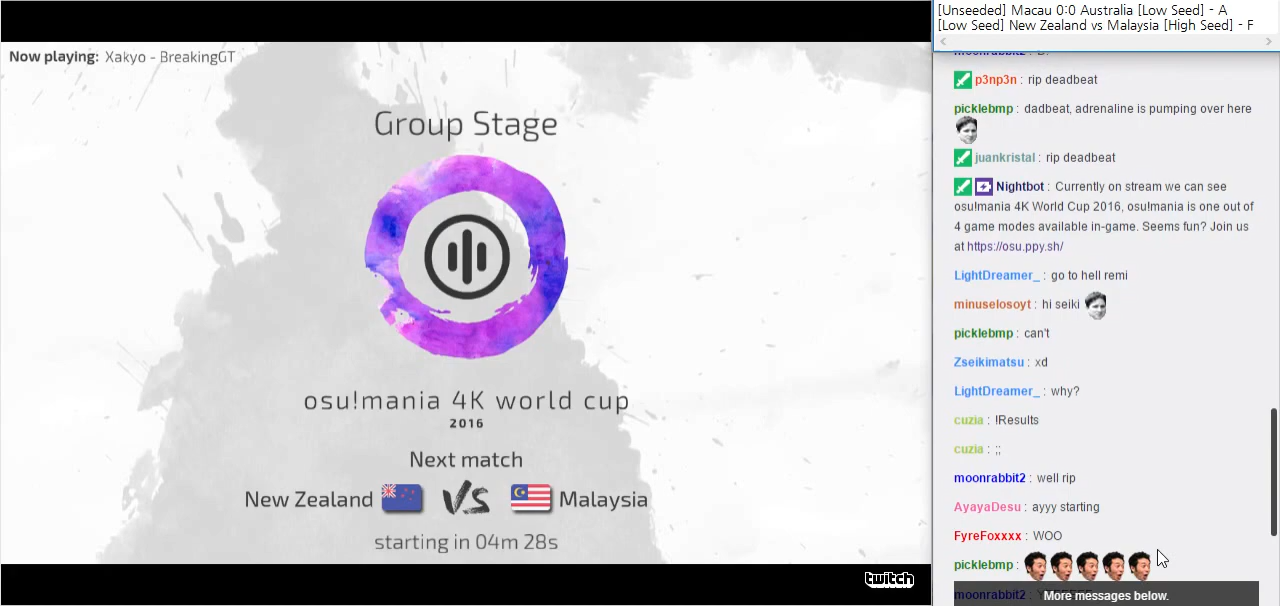 Now playing: Xakyo - BreakingGT
Group Stage
osu!mania 4K world cup
2016
Next match
New Zealand VS Malaysia
starting in 04m 28s
twitch
[Unseeded] Macau 0:0 Australia [Low Seed] - A
[Low Seed] New Zealand vs Malaysia [High Seed] - F
moonrabbit2 : D:
p3np3n : rip deadbeat
picklebmp : dadbeat, adrenaline is pumping over here
juankristal : rip deadbeat
Nightbot : Currently on stream we can see
osu!mania 4K World Cup 2016, osu!mania is one out of
4 game modes available in-game. Seems fun? Join us
at https://osu.ppy.sh/
LightDreamer_ : go to hell remi
minuselosoyt : hi seiki
picklebmp : can't
Zseikimatsu : xd
LightDreamer_ : why?
cuzia : !Results
cuzia : ;;
moonrabbit2 : well rip
AyayaDesu : ayyy starting
FyreFoxxxx : WOO
picklebmp :
moonrabbit2 :
More messages below.